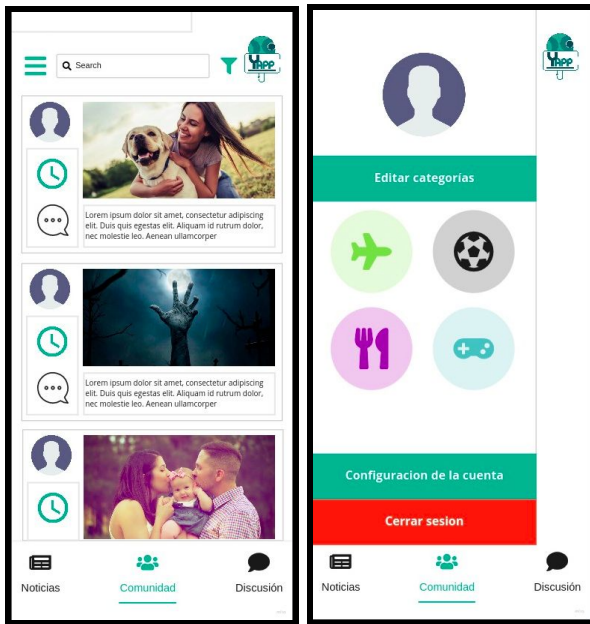 Search
YAPP
Lorem ipsum dolor sit amet, consectetur adipiscing
elit. Duis quis egestas elit. Aliquam id rutrum dolor,
nec molestie leo. Aenean ullamcorper
Lorem ipsum dolor sit amet, consectetur adipiscing
elit. Duis quis egestas elit. Aliquam id rutrum dolor,
nec molestie leo. Aenean ullamcorper
Noticias
Comunidad
Discusión
YAPP
Editar categorías
Configuracion de la cuenta
Cerrar sesion
Noticias
Comunidad
Discusión